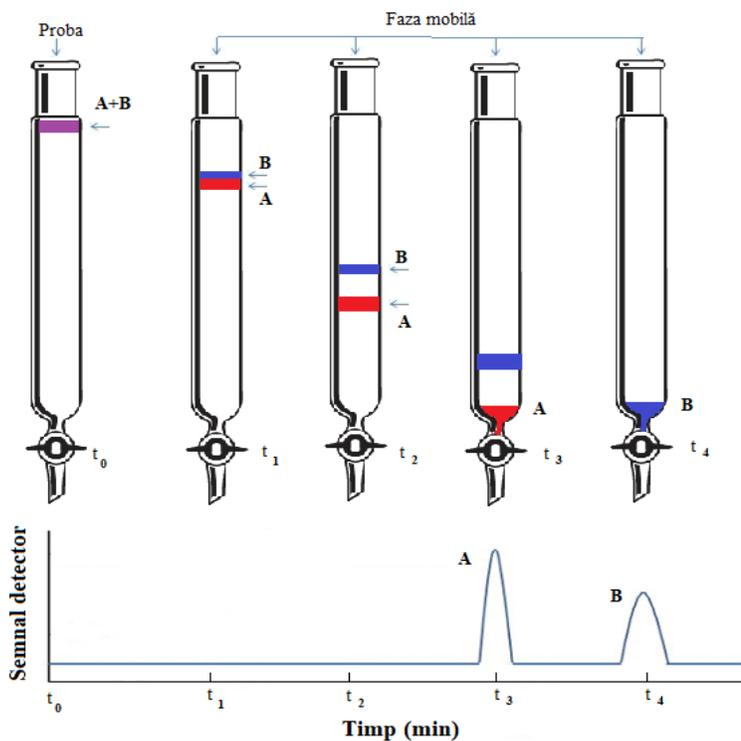 Proba
Faza mobilă
A+B
B
A
B
A
A
B
t0
t1
t2
t3
t4
Semnal detector
A
B
t0
t1
t2
t3
t4
Timp (min)